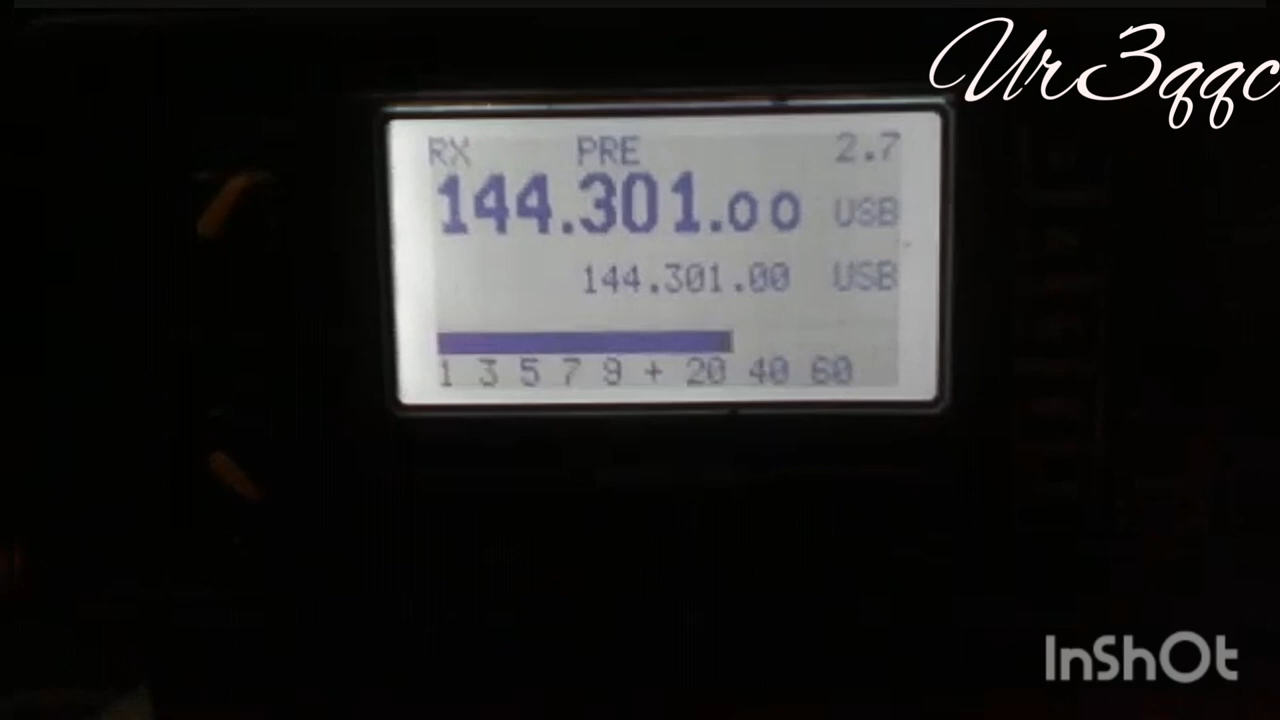 Ur3qqc
RX PRE 2.7
144.301.00 USB
144.301.00 USB
1 3 5 7 9 + 20 40 60
InShOt